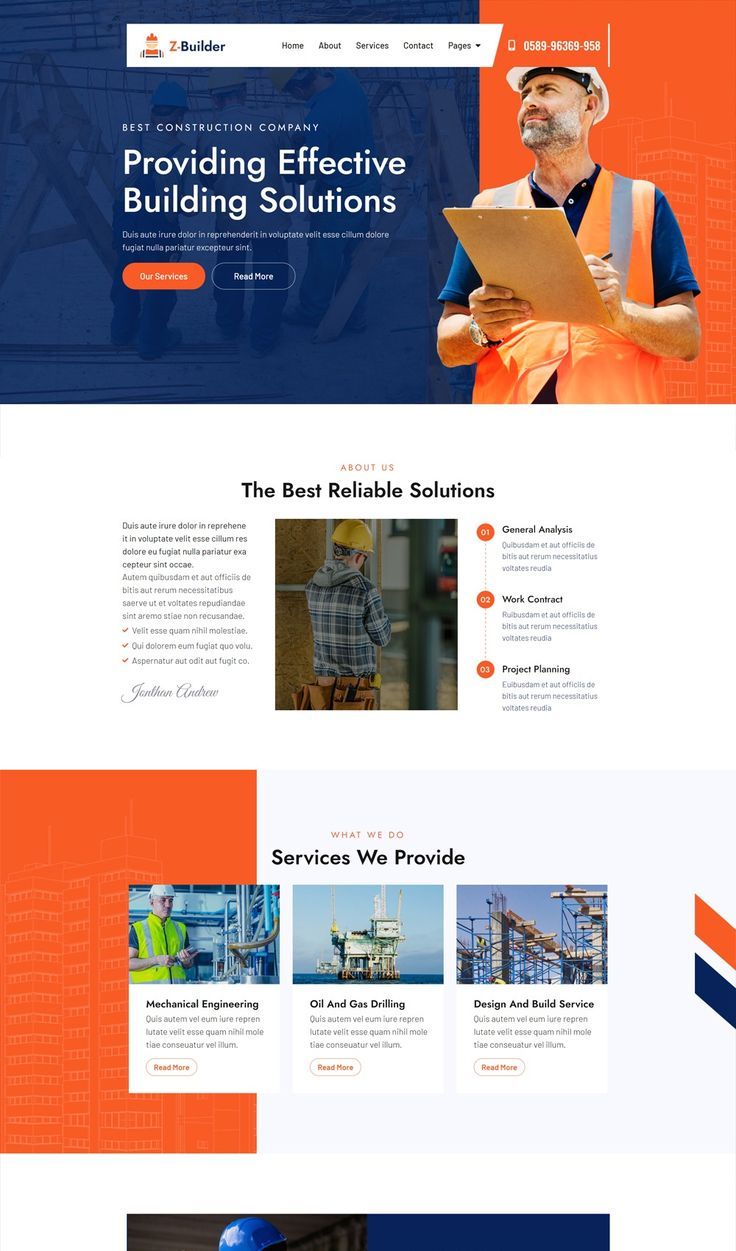 Z-Builder
Home About Services Contact Pages
0589-96369-958
BEST CONSTRUCTION COMPANY
Providing Effective
Building Solutions
Duis aute irure dolor in reprehenderit in voluptate velit esse cillum dolore
fugiat nulla pariatur excepteur sint.
Our Services
Read More
ABOUT US
The Best Reliable Solutions
Duis aute irure dolor in reprehene
it in voluptate velit esse cillum res
dolore eu fugiat nulla pariatur exa
cepteur sint occae.
Autem quibusdam et aut officiis de
bitis aut rerum necessitatibus
saerve ut et voltates repudiandae
sint aremo stiae non recusandae.
Velit esse quam nihil molestiae.
Qui dolorem eum fugiat quo volu.
Aspernatur aut odit aut fugit co.
Jonthan Andrew
01
General Analysis
Quibusdam et aut officiis de
bitis aut rerum necessitatius
voltates reudia
02
Work Contract
Ruibusdam et aut officiis de
bitis aut rerum necessitatius
voltates reudia
03
Project Planning
Euibusdam et aut officiis de
bitis aut rerum necessitatius
voltates reudia
WHAT WE DO
Services We Provide
Mechanical Engineering
Quis autem vel eum iure repren
lutate velit esse quam nihil mole
tiae conseuatur vel illum.
Read More
Oil And Gas Drilling
Quis autem vel eum iure repren
lutate velit esse quam nihil mole
tiae conseuatur vel illum.
Read More
Design And Build Service
Quis autem vel eum iure repren
lutate velit esse quam nihil mole
tiae conseuatur vel illum.
Read More